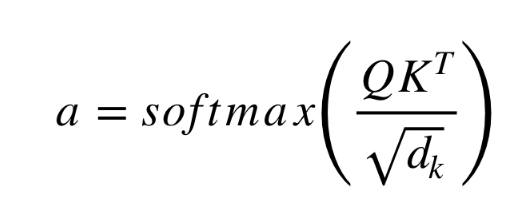 a = softmax(QK^T / √d_k)